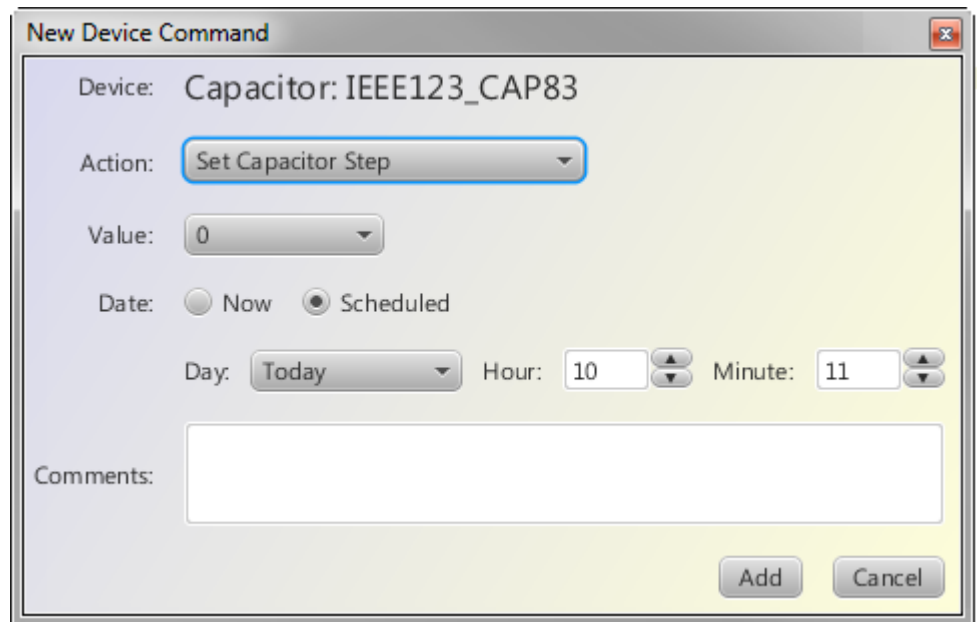 New Device Command
Device: Capacitor: IEEE123_CAP83
Action: Set Capacitor Step
Value: 0
Date: Now Scheduled
Day: Today Hour: 10 Minute: 11
Comments:
Add Cancel